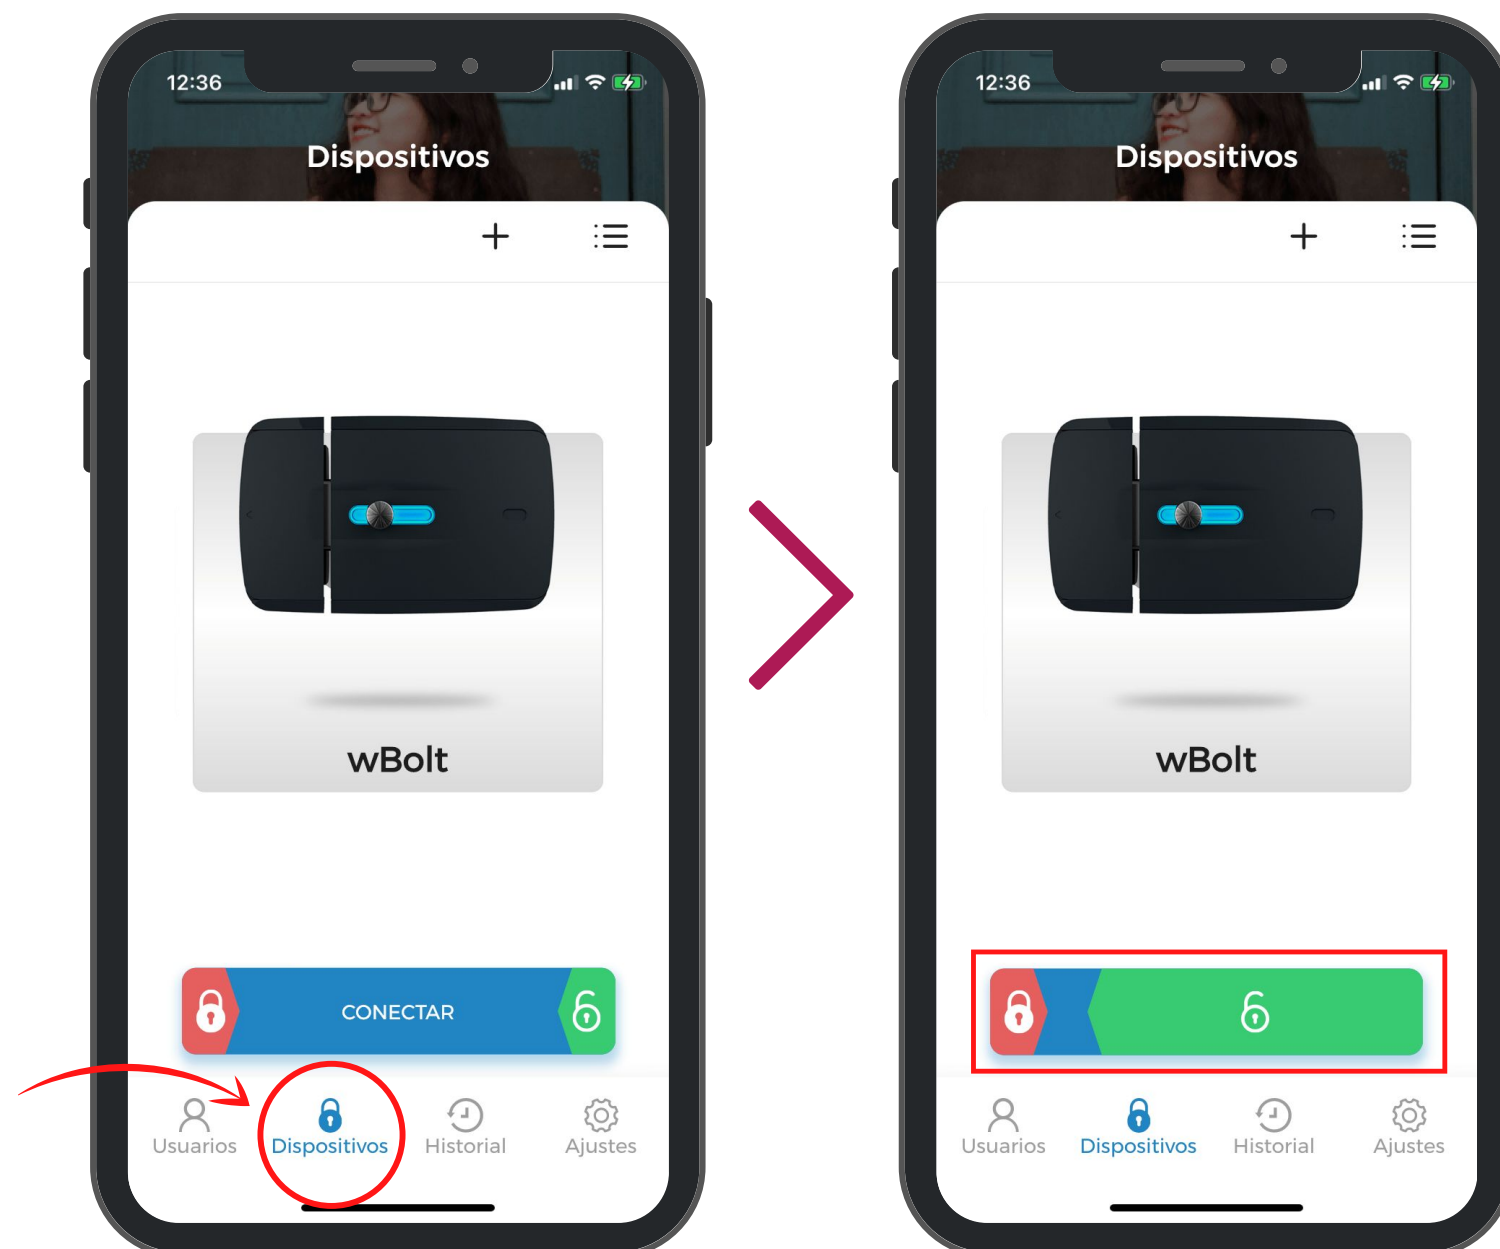 12:36
Dispositivos
wBolt
CONECTAR
Usuarios
Dispositivos
Historial
Ajustes
12:36
Dispositivos
wBolt
Usuarios
Dispositivos
Historial
Ajustes